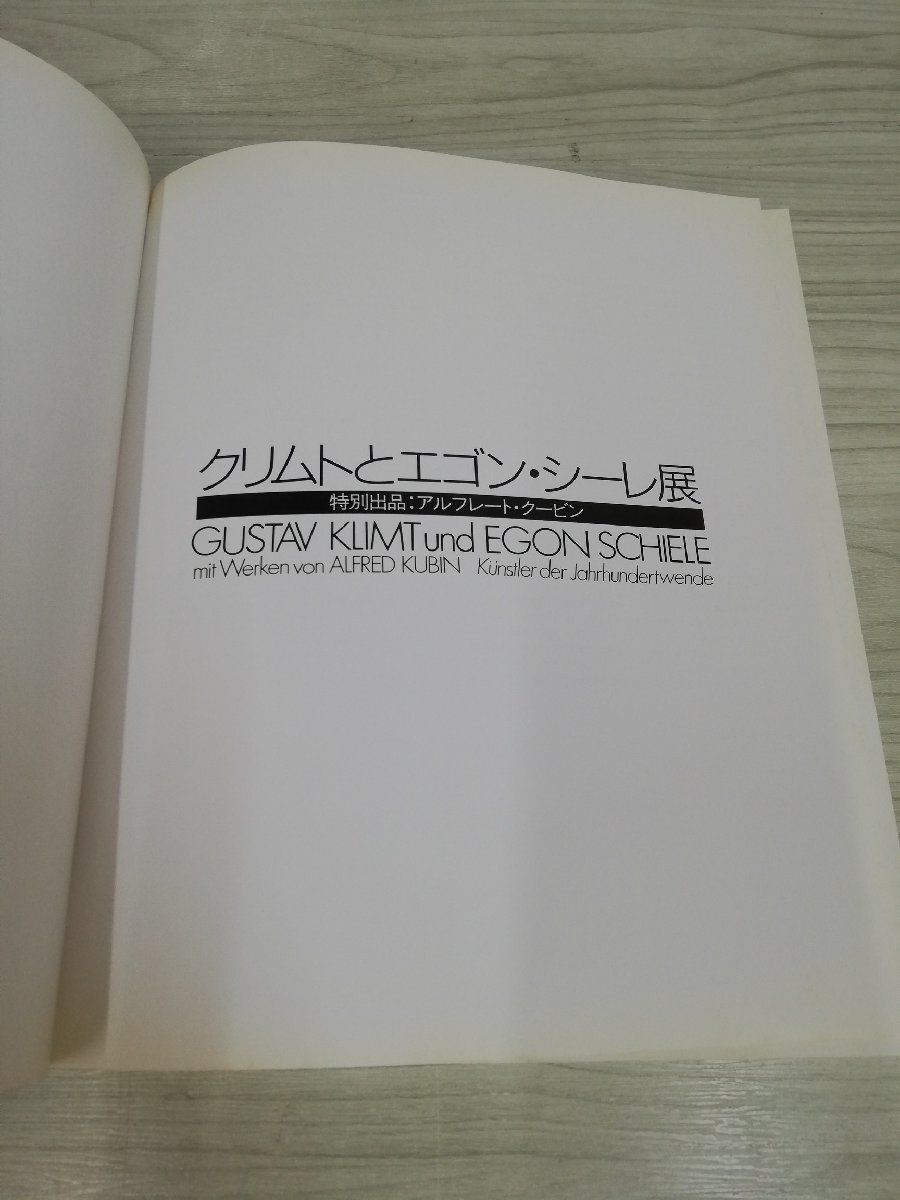 クリムトとエゴン・シーレ展
特別出品：アルフレート・クービン
GUSTAV KLIMT und EGON SCHIELE
mit Werken von ALFRED KUBIN Künstler der Jahrhundertwende